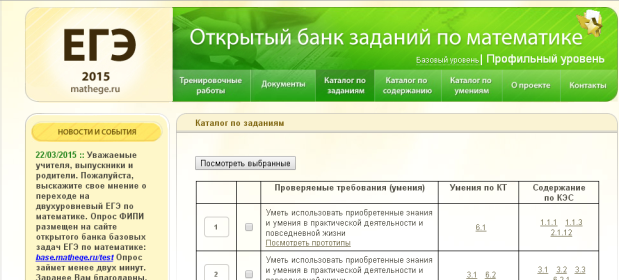 ЕГЭ
2015
mathege.ru
Открытый банк заданий по математике
Базовый уровень| Профильный уровень
Тренировочные работы
Документы
Каталог по заданиям
Каталог по содержанию
Каталог по умениям
О проекте
Контакты
НОВОСТИ И СОБЫТИЯ
22/03/2015 :: Уважаемые
учителя, выпускники и
родители. Пожалуйста,
выскажите свое мнение о
переходе на
двухуровневый ЕГЭ по
математике. Опрос ФИПИ
размещен на сайте
открытого банка базовых
задач ЕГЭ по математике:
base.mathege.ru/test Опрос
займет менее двух минут.
Заранее Вам благодарны.
Каталог по заданиям
Посмотреть выбранные
Проверяемые требования (умения)
Умения по КТ
Содержание по КЭС
1
Уметь использовать приобретенные знания
и умения в практической деятельности и
повседневной жизни
Посмотреть прототипы
6.1
1.1.1 1.1.3
2.1.12
2
Уметь использовать приобретенные знания
и умения в практической деятельности и
повседневной жизни
3.1 6.2
3.1 3.2 3.3